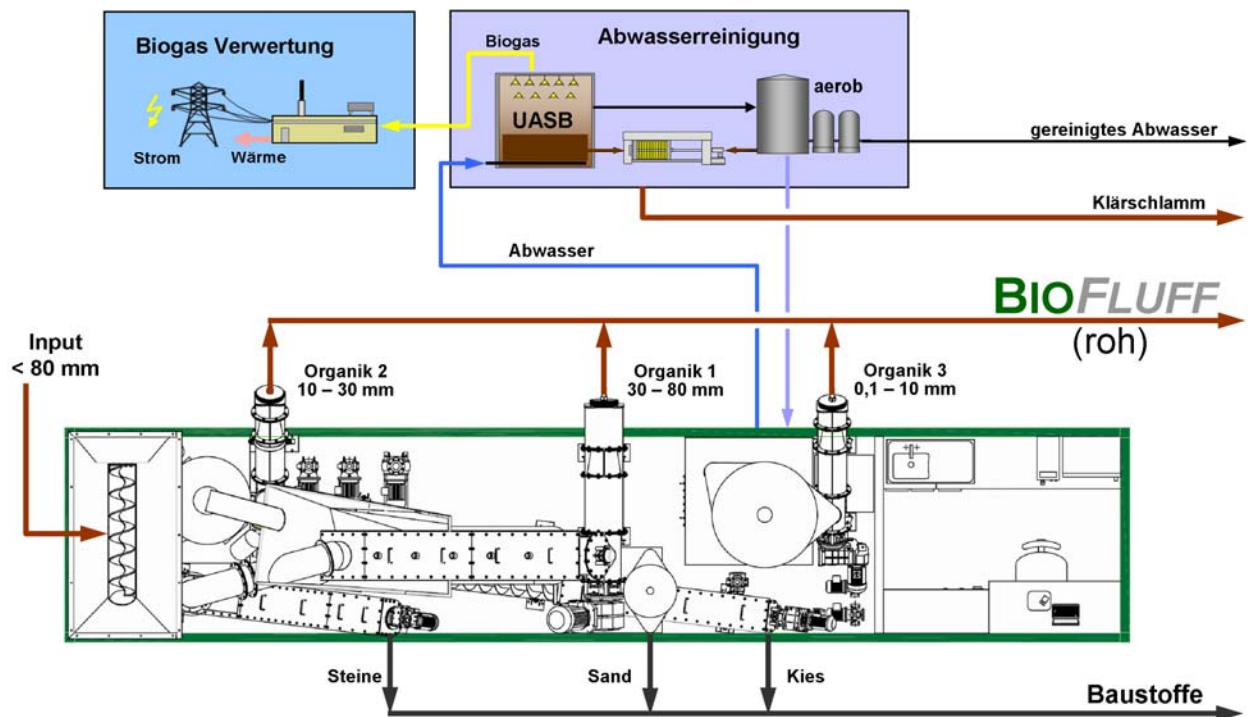 Biogas Verwertung
Strom
Wärme
Abwasserreinigung
Biogas
UASB
aerob
gereinigtes Abwasser
Klärschlamm
Abwasser
BIOFLUFF
(roh)
Input
< 80 mm
Organik 2
10 – 30 mm
Organik 1
30 – 80 mm
Organik 3
0,1 – 10 mm
Steine
Sand
Kies
Baustoffe